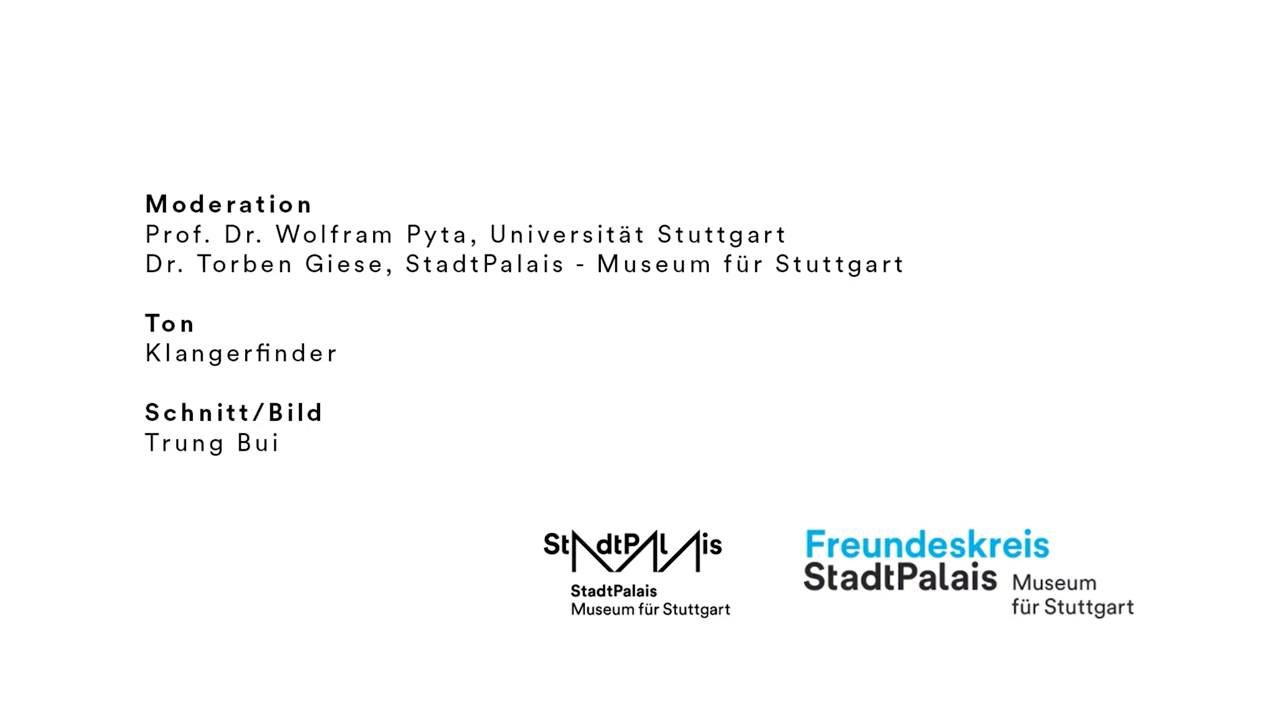 Moderation
Prof. Dr. Wolfram Pyta, Universität Stuttgart
Dr. Torben Giese, StadtPalais - Museum für Stuttgart
Ton
Klangerfinder
Schnitt/Bild
Trung Bui
StadtPalais
StadtPalais
Museum für Stuttgart
Freundeskreis
StadtPalais Museum
für Stuttgart